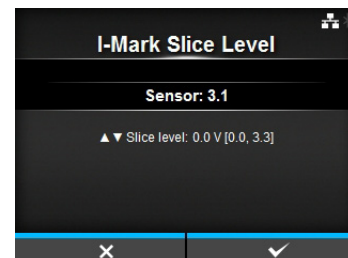 I-Mark Slice Level
Sensor: 3.1
▲▼ Slice level: 0.0 V [0.0, 3.3]